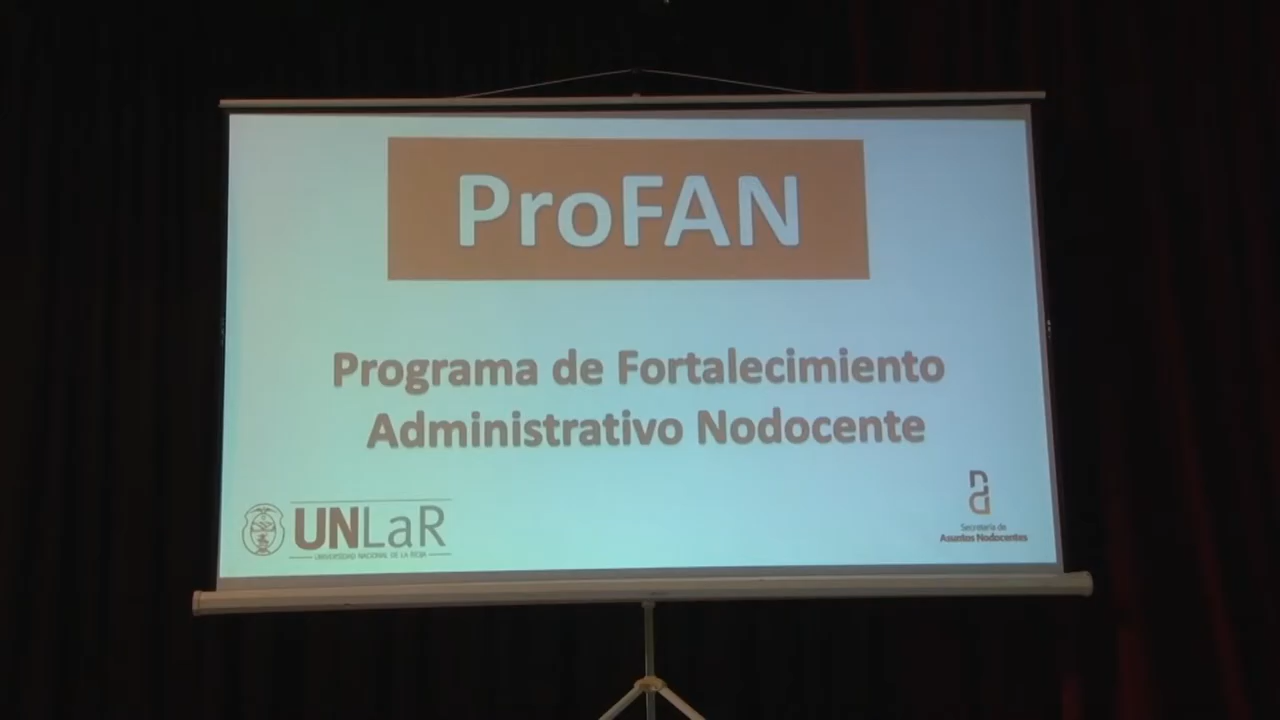 ProFAN
Programa de Fortalecimiento
Administrativo Nodocente
UNLaR
UNIVERSIDAD NACIONAL DE LA RIOJA
Secretaría de
Asuntos Nodocentes